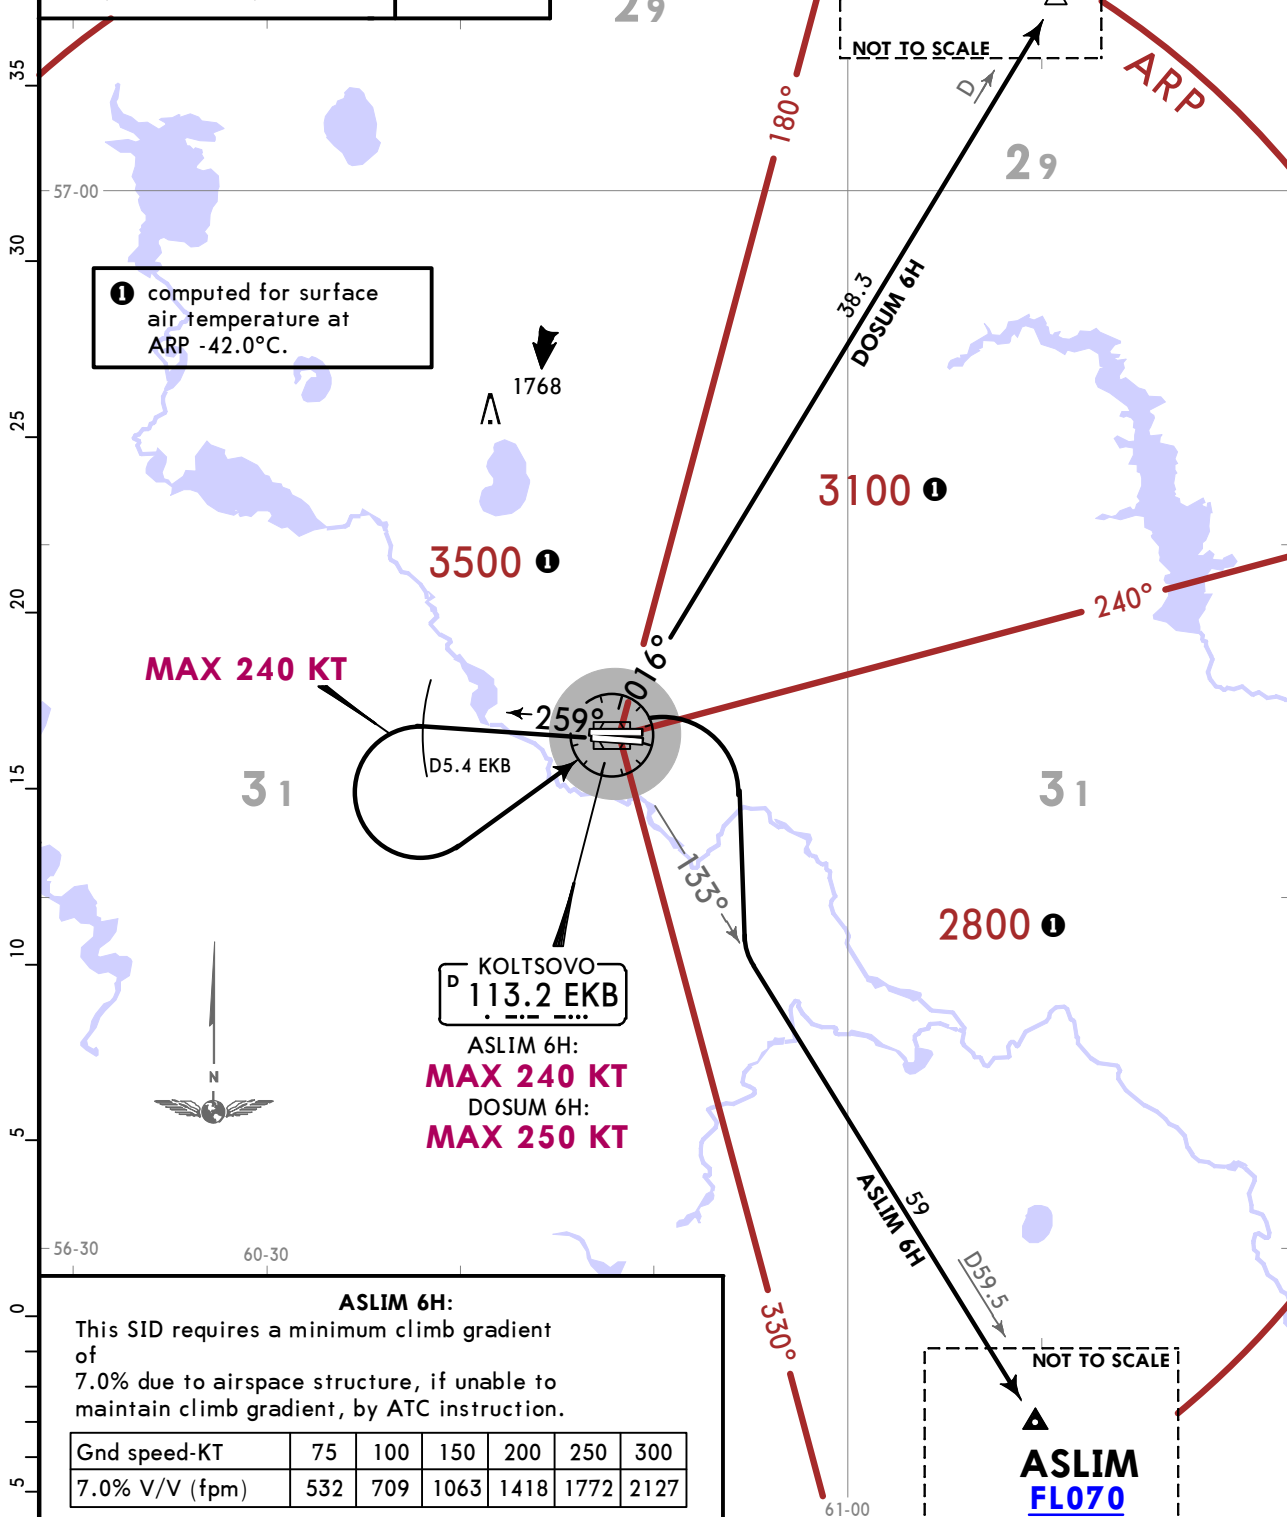 29
NOT TO SCALE
D
ARP
180°
29
35
57-00
30
❶ computed for surface
air temperature at
ARP -42.0°C.
38.3
DOSUM 6H
1768
25
3100 ❶
3500 ❶
20
240°
016°
MAX 240 KT
259°
D5.4 EKB
15
31
31
133°
2800 ❶
10
KOLTSOVO
D 113.2 EKB
ASLIM 6H:
MAX 240 KT
DOSUM 6H:
MAX 250 KT
N
5
59
ASLIM 6H
56-30
60-30
D59.5
0
330°
ASLIM 6H:
This SID requires a minimum climb gradient
of
7.0% due to airspace structure, if unable to
maintain climb gradient, by ATC instruction.
Gnd speed-KT 75 100 150 200 250 300
7.0% V/V (fpm) 532 709 1063 1418 1772 2127
5
NOT TO SCALE
ASLIM
FL070
61-00